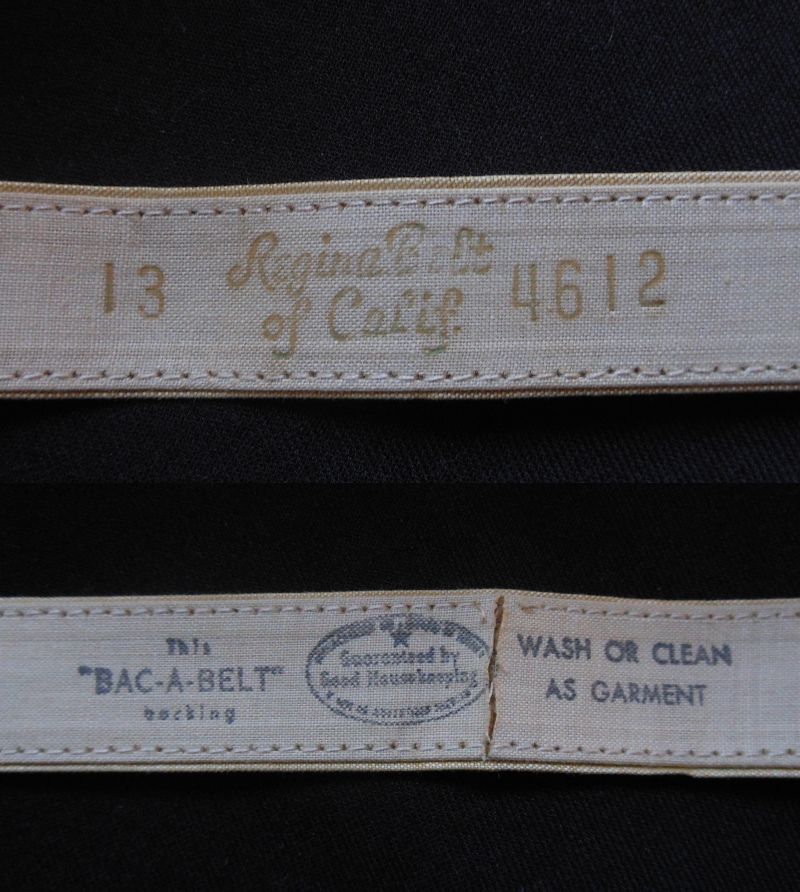 13 Regina Belt 4612
of Calif.
This
"BAC-A-BELT"
backing
Guaranteed by
Good Housekeeping
WASH OR CLEAN
AS GARMENT